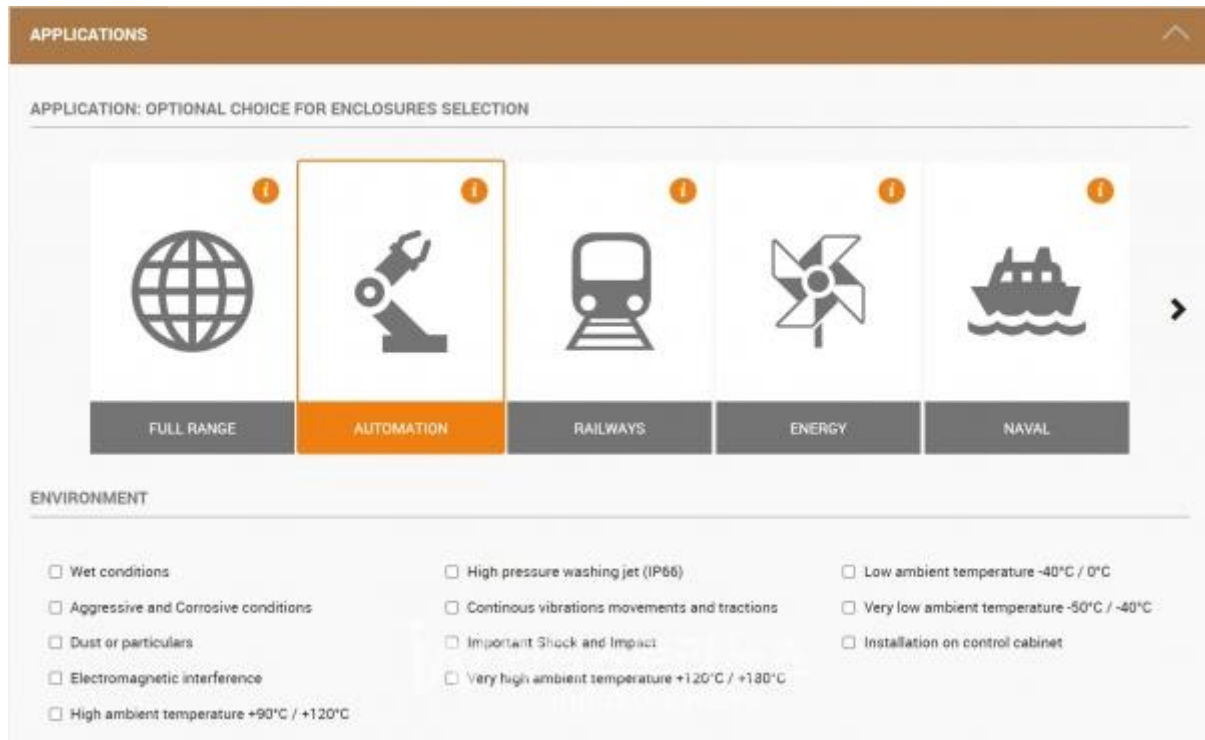 APPLICATIONS
APPLICATION: OPTIONAL CHOICE FOR ENCLOSURES SELECTION
i
i
i
i
i
FULL RANGE
AUTOMATION
RAILWAYS
ENERGY
NAVAL
ENVIRONMENT
Wet conditions
Aggressive and Corrosive conditions
Dust or particulars
Electromagnetic interference
High ambient temperature +90°C / +120°C
High pressure washing jet (IP66)
Continous vibrations movements and tractions
Important Shock and Impact
Very high ambient temperature +120°C / +180°C
Low ambient temperature -40°C / 0°C
Very low ambient temperature -50°C / -40°C
Installation on control cabinet